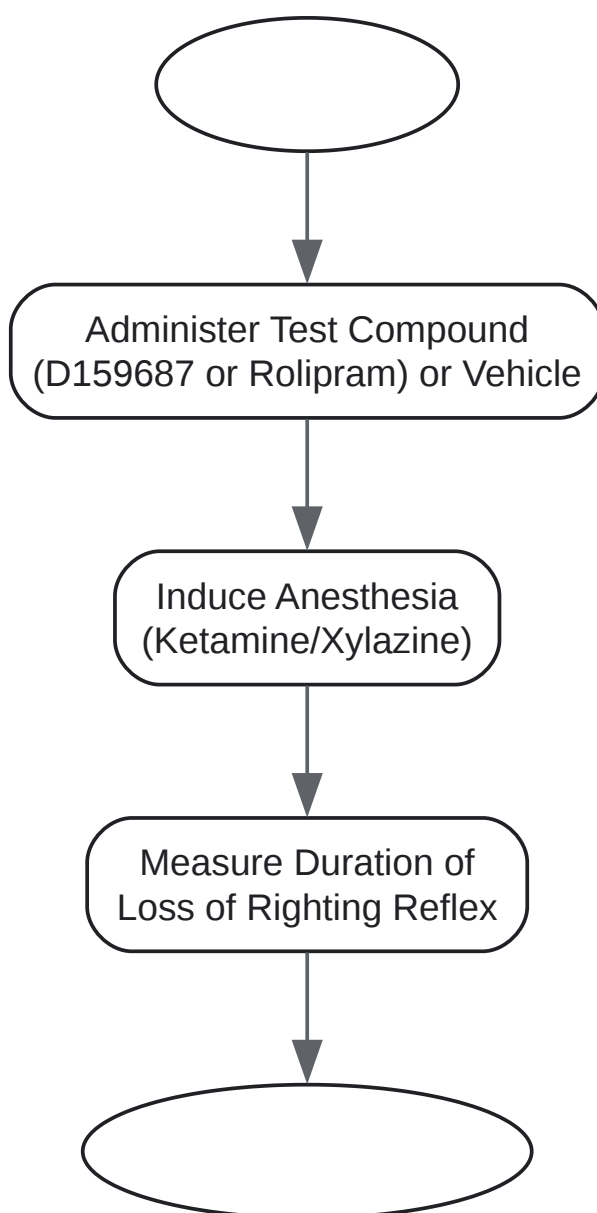 Administer Test Compound
(D159687 or Rolipram) or Vehicle
Induce Anesthesia
(Ketamine/Xylazine)
Measure Duration of
Loss of Righting Reflex